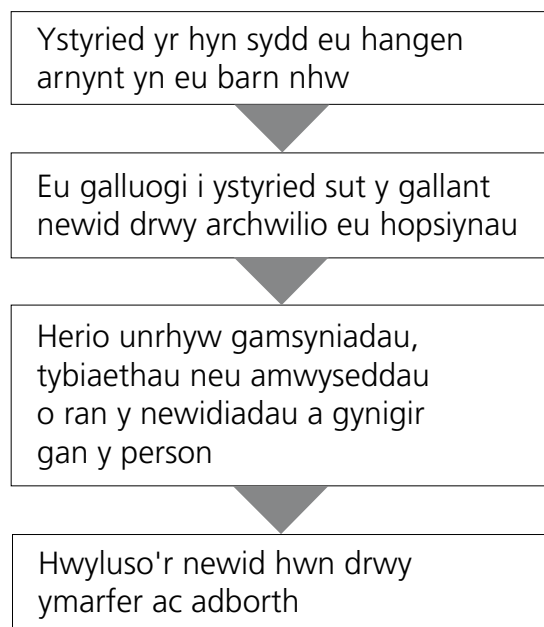 Ystyried yr hyn sydd eu hangen
arnynt yn eu barn nhw
Eu galluogi i ystyried sut y gallant
newid drwy archwilio eu hopsiynau
Herio unrhyw gamsyniadau,
tybiaethau neu amwyseddau
o ran y newidiadau a gynigir
gan y person
Hwyluso'r newid hwn drwy
ymarfer ac adborth